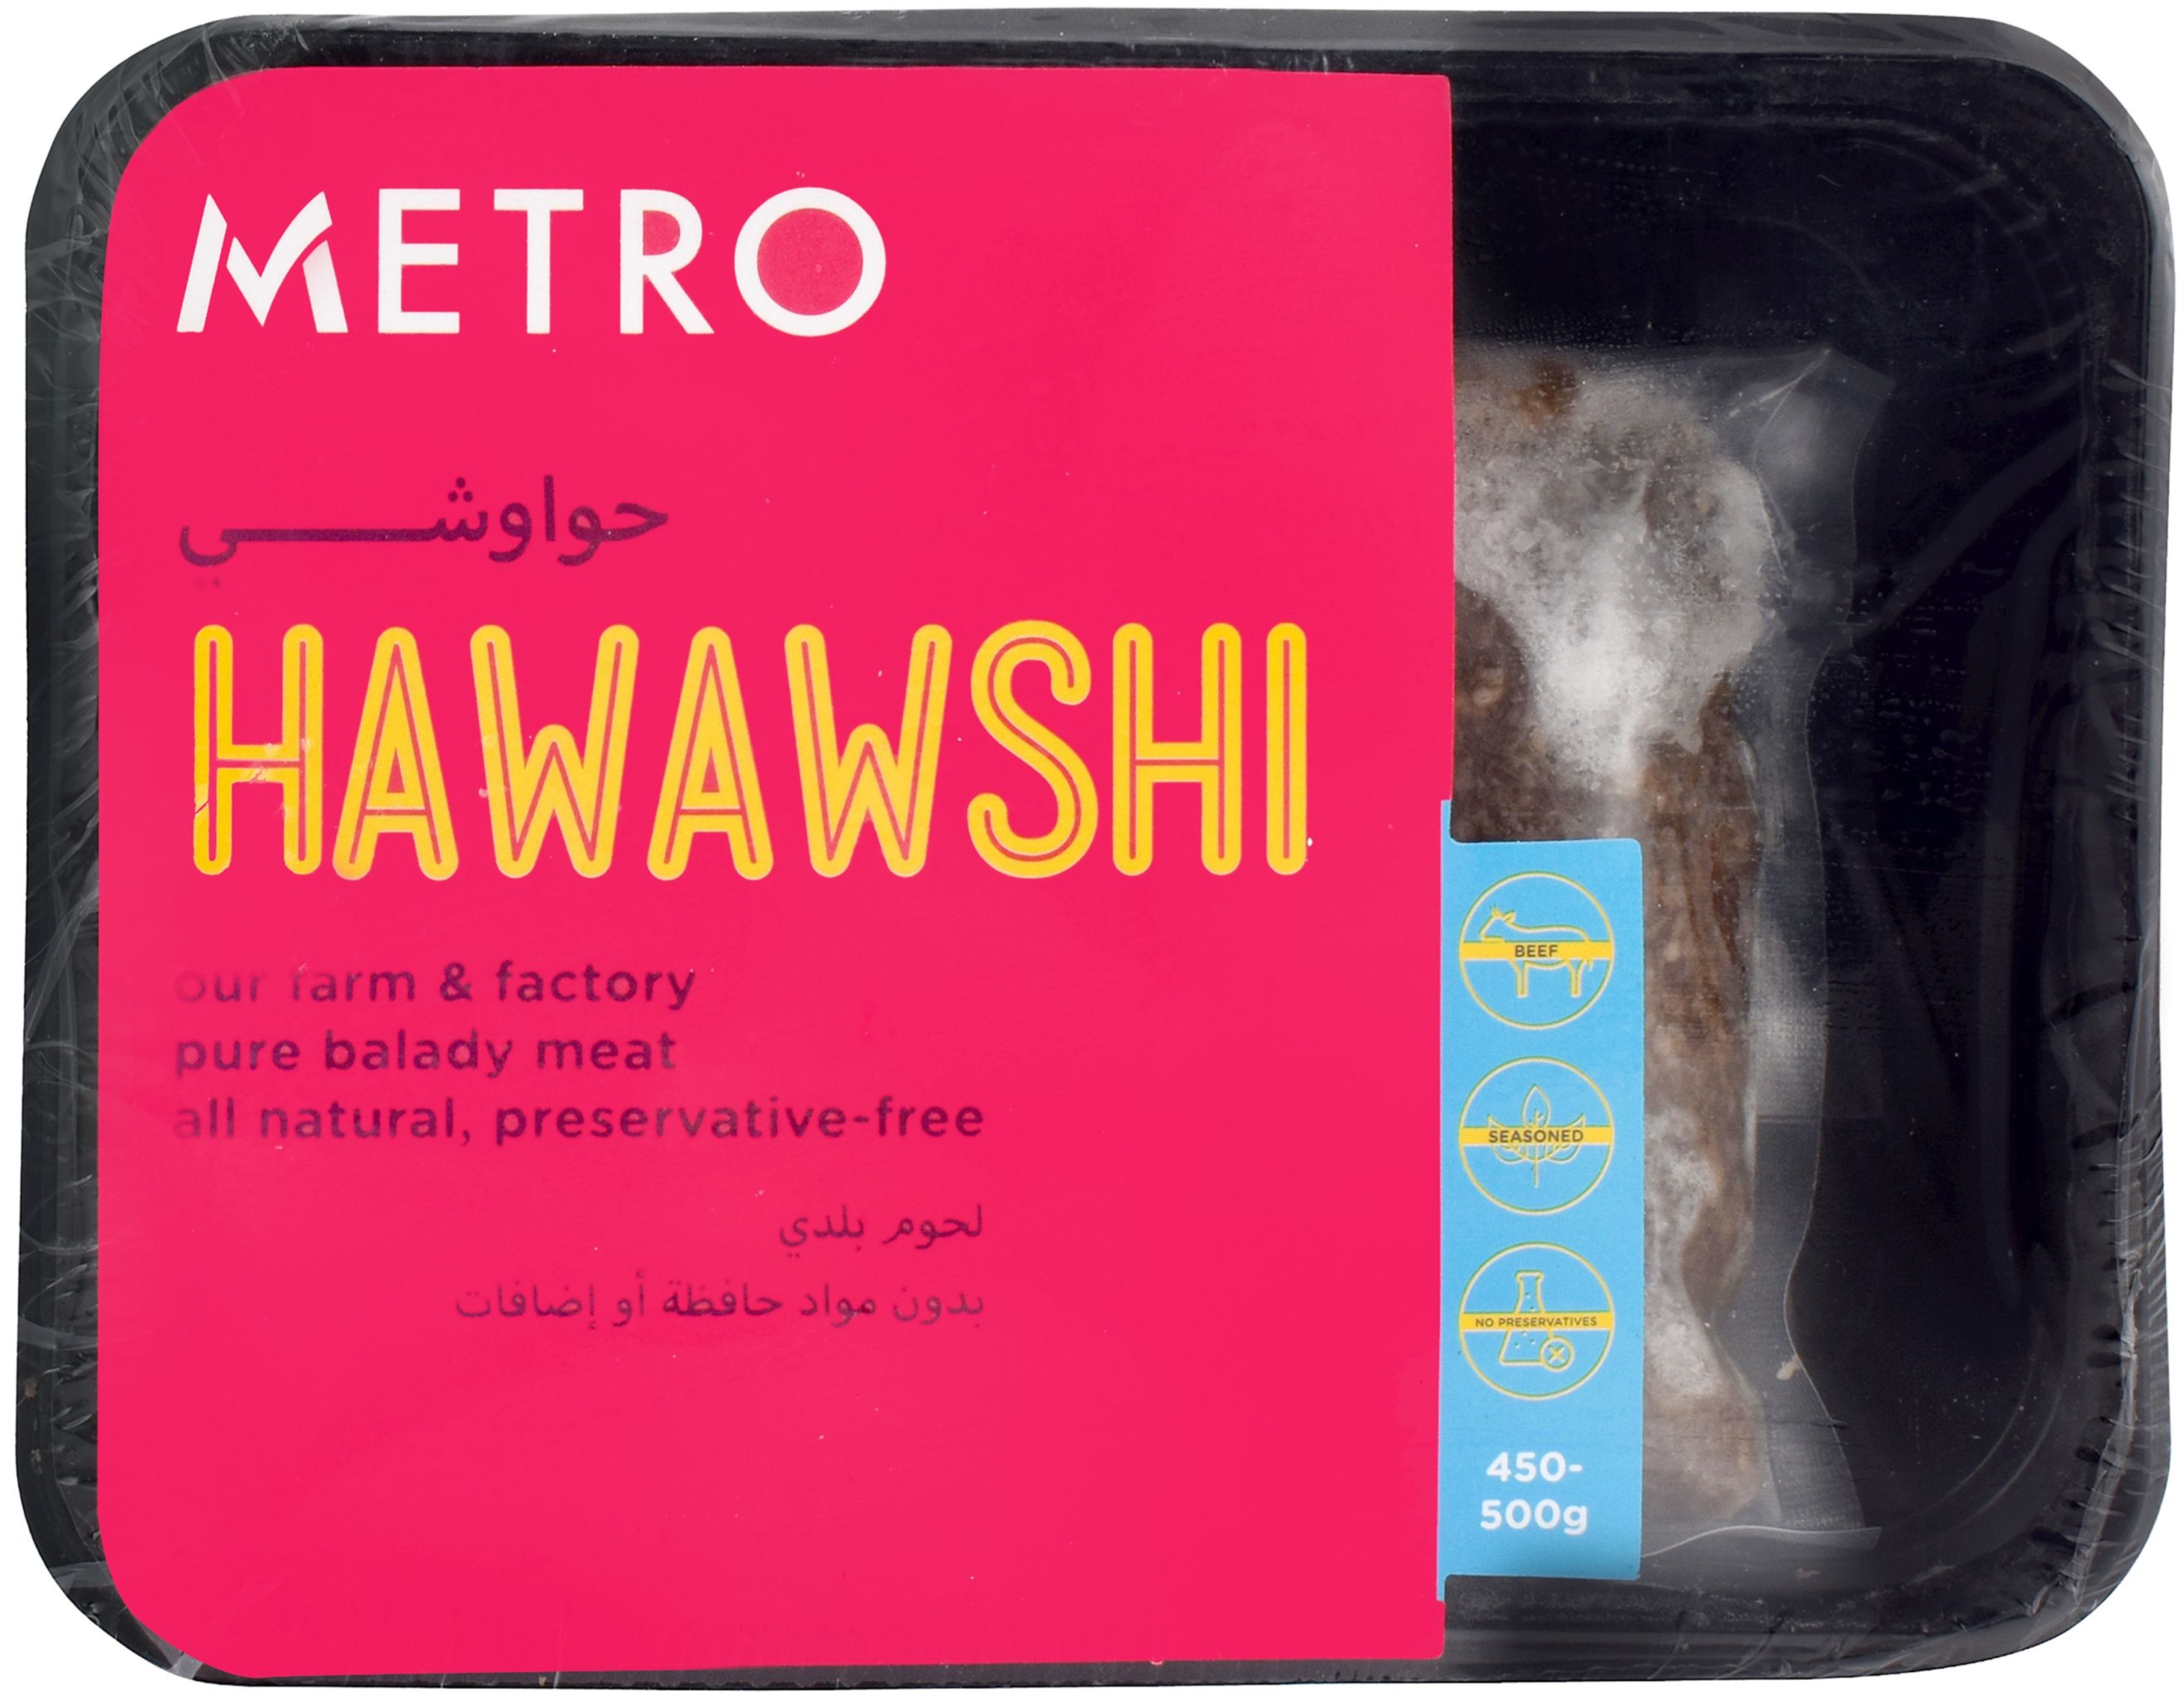 METRO
حواوشي
HAWAWSHI
our farm & factory
pure balady meat
all natural, preservative-free
لحوم بلدي
بدون مواد حافظة أو إضافات
BEEF
SEASONED
NO PRESERVATIVES
450-
500g